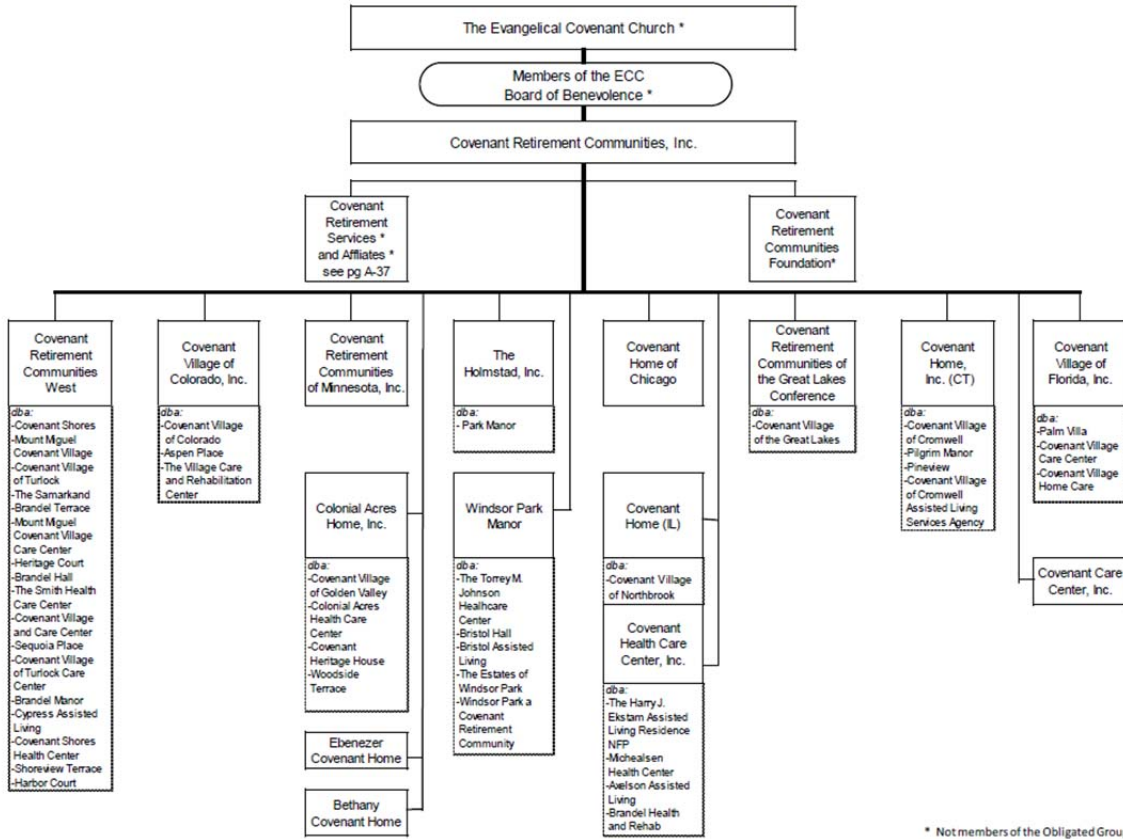 The Evangelical Covenant Church *
Members of the ECC
Board of Benevolence *
Covenant Retirement Communities, Inc.
Covenant
Retirement
Services *
and Affliates *
see pg A-37
Covenant
Retirement
Communities
Foundation*
Covenant
Retirement
Communities
West
dba:
-Covenant Shores
-Mount Miguel
Covenant Village
-Covenant Village
of Turlock
-The Samarkand
-Brandel Terrace
-Mount Miguel
Covenant Village
Care Center
-Heritage Court
-Brandel Hall
-The Smith Health
Care Center
-Covenant Village
and Care Center
-Sequoia Place
-Covenant Village
of Turlock Care
Center
-Brandel Manor
-Cypress Assisted
Living
-Covenant Shores
Health Center
-Shoreview Terrace
-Harbor Court
Covenant
Village of
Colorado, Inc.
dba:
-Covenant Village
of Colorado
-Aspen Place
-The Village Care
and Rehabilitation
Center
Covenant
Retirement
Communities
of Minnesota, Inc.
Colonial Acres
Home, Inc.
dba:
-Covenant Village
of Golden Valley
-Colonial Acres
Health Care
Center
-Covenant
Heritage House
-Woodside
Terrace
Ebenezer
Covenant Home
Bethany
Covenant Home
The
Holmstad, Inc.
dba:
- Park Manor
Windsor Park
Manor
dba:
-The Torrey M.
Johnson
Healhcare
Center
-Bristol Hall
-Bristol Assisted
Living
-The Estates of
Windsor Park
-Windsor Park a
Covenant
Retirement
Community
Covenant
Home of
Chicago
Covenant
Home (IL)
dba:
-Covenant Village
of Northbrook
Covenant
Health Care
Center, Inc.
dba:
-The Harry J.
Ekstam Assisted
Living Residence
NFP
-Michealsen
Health Center
-Axelson Assisted
Living
-Brandel Health
and Rehab
Covenant
Retirement
Communities of
the Great Lakes
Conference
dba:
-Covenant Village
of the Great Lakes
Covenant
Home,
Inc. (CT)
dba:
-Covenant Village
of Cromwell
-Pilgrim Manor
-Pineview
-Covenant Village
of Cromwell
Assisted Living
Services Agency
Covenant
Village of
Florida, Inc.
dba:
-Palm Villa
-Covenant Village
Care Center
-Covenant Village
Home Care
Covenant Care
Center, Inc.
* Not members of the Obligated Group